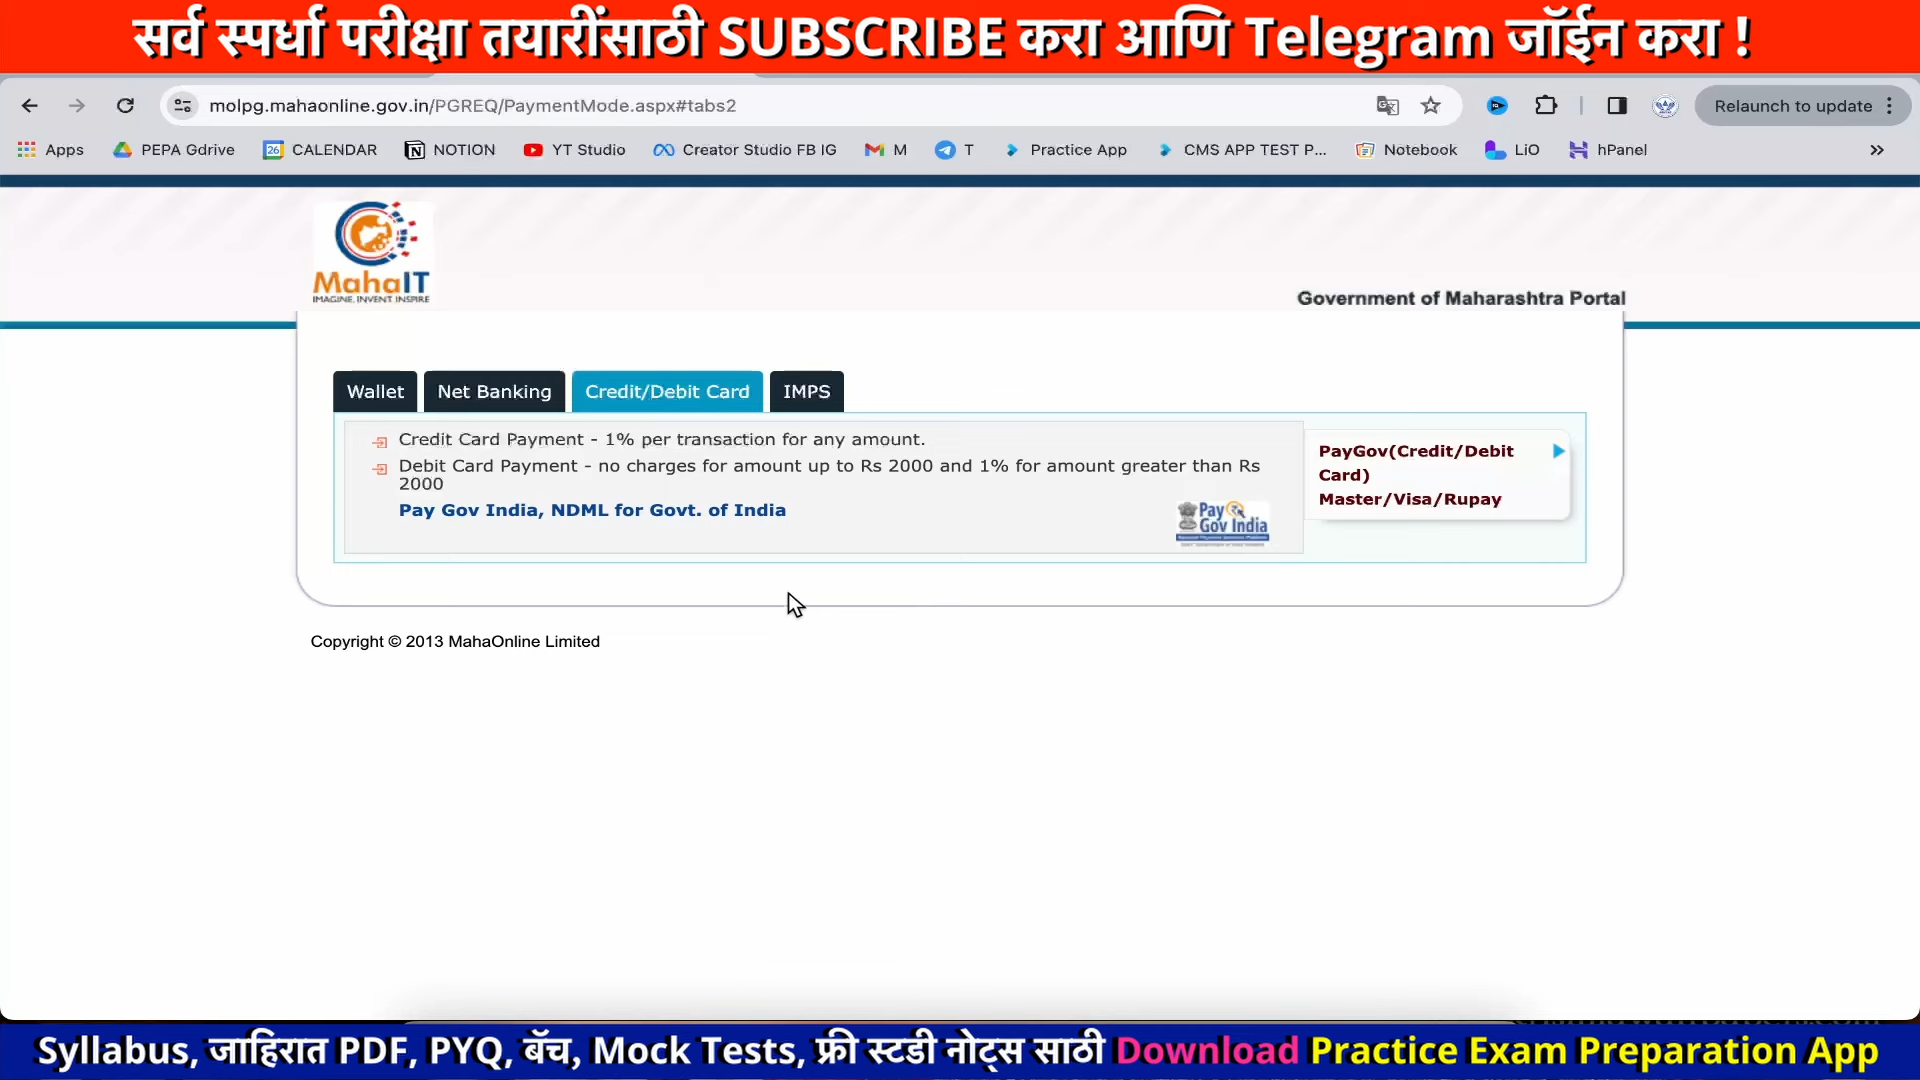 सर्व स्पर्धा परीक्षा तयारींसाठी SUBSCRIBE करा आणि Telegram जॉईन करा !
molpg.mahaonline.gov.in/PGREQ/PaymentMode.aspx#tabs2
Relaunch to update
Apps
PEPA Gdrive
26
CALENDAR
NOTION
YT Studio
Creator Studio FB IG
M
T
Practice App
CMS APP TEST P...
Notebook
LiO
hPanel
MahaIT
IMAGINE. INVENT INSPIRE
Government of Maharashtra Portal
Wallet
Net Banking
Credit/Debit Card
IMPS
Credit Card Payment - 1% per transaction for any amount.
Debit Card Payment - no charges for amount up to Rs 2000 and 1% for amount greater than Rs
2000
Pay Gov India, NDML for Govt. of India
Pay
Gov India
PayGov(Credit/Debit
Card)
Master/Visa/Rupay
Copyright © 2013 MahaOnline Limited
Syllabus, जाहिरात PDF, PYQ, बॅच, Mock Tests, फ्री स्टडी नोट्स साठी Download Practice Exam Preparation App